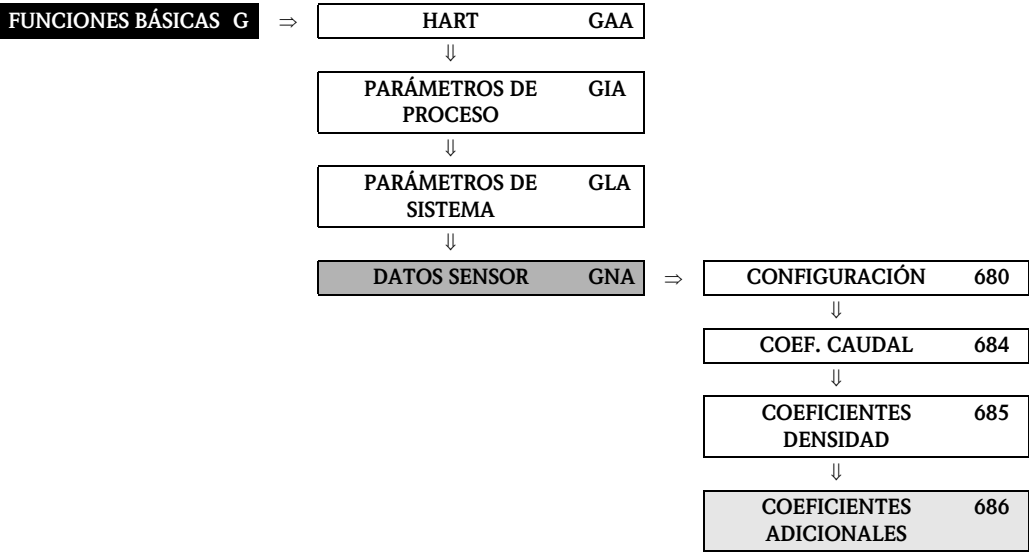 FUNCIONES BÁSICAS G ⇒ HART GAA
⇓
PARÁMETROS DE GIA
PROCESO
⇓
PARÁMETROS DE GLA
SISTEMA
⇓
DATOS SENSOR GNA ⇒ CONFIGURACIÓN 680
⇓
COEF. CAUDAL 684
⇓
COEFICIENTES 685
DENSIDAD
⇓
COEFICIENTES 686
ADICIONALES